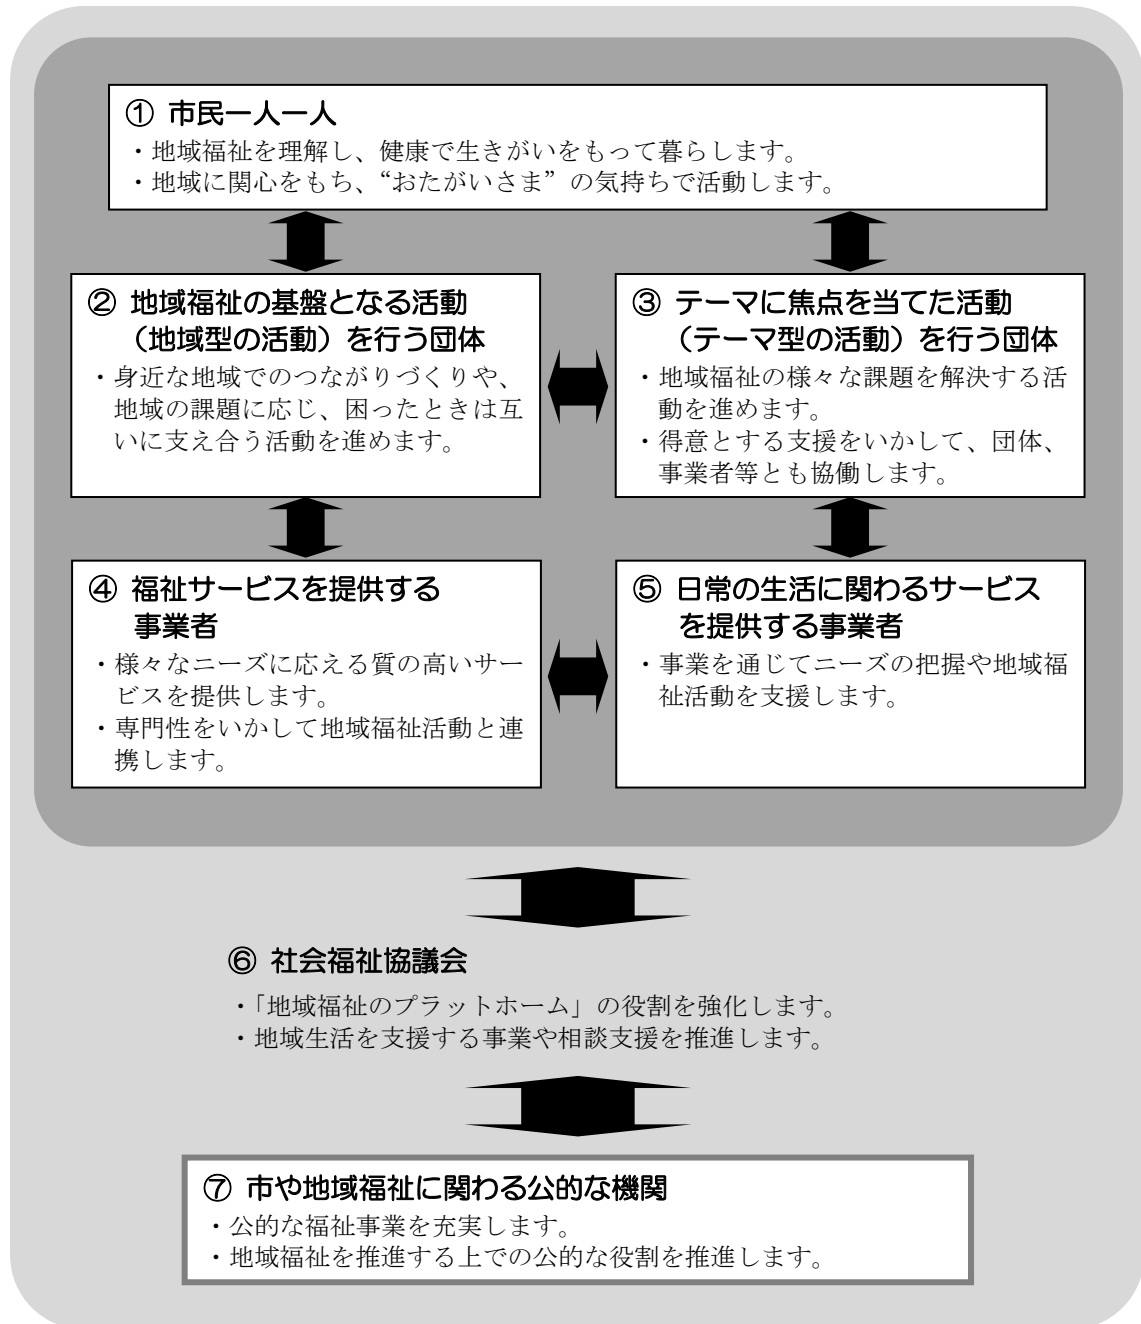 ① 市民一人一人
・地域福祉を理解し、健康で生きがいをもって暮らします。
・地域に関心をもち、“おたがいさま”の気持ちで活動します。
② 地域福祉の基盤となる活動
（地域型の活動）を行う団体
・身近な地域でのつながりづくりや、
地域の課題に応じ、困ったときは互
いに支え合う活動を進めます。
③ テーマに焦点を当てた活動
（テーマ型の活動）を行う団体
・地域福祉の様々な課題を解決する活
動を進めます。
・得意とする支援をいかして、団体、
事業者等とも協働します。
④ 福祉サービスを提供する
事業者
・様々なニーズに応える質の高いサー
ビスを提供します。
・専門性をいかして地域福祉活動と連
携します。
⑤ 日常の生活に関わるサービス
を提供する事業者
・事業を通じてニーズの把握や地域福
祉活動を支援します。
⑥ 社会福祉協議会
・「地域福祉のプラットホーム」の役割を強化します。
・地域生活を支援する事業や相談支援を推進します。
⑦ 市や地域福祉に関わる公的な機関
・公的な福祉事業を充実します。
・地域福祉を推進する上での公的な役割を推進します。